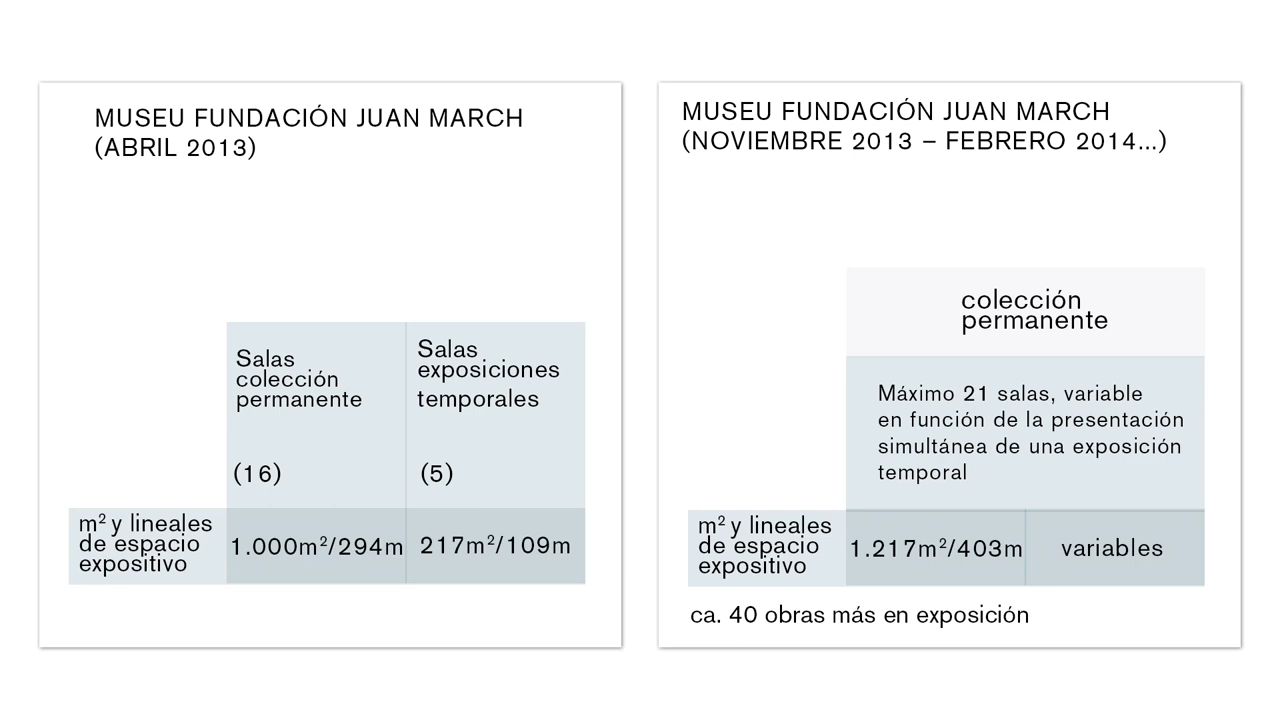 MUSEU FUNDACIÓN JUAN MARCH
(ABRIL 2013)
Salas
colección
permanente
(16)
Salas
exposiciones
temporales
(5)
m² y lineales
de espacio
expositivo
1.000m²/294m
217m²/109m
MUSEU FUNDACIÓN JUAN MARCH
(NOVIEMBRE 2013 – FEBRERO 2014...)
colección
permanente
Máximo 21 salas, variable
en función de la presentación
simultánea de una exposición
temporal
m² y lineales
de espacio
expositivo
1.217m²/403m
variables
ca. 40 obras más en exposición